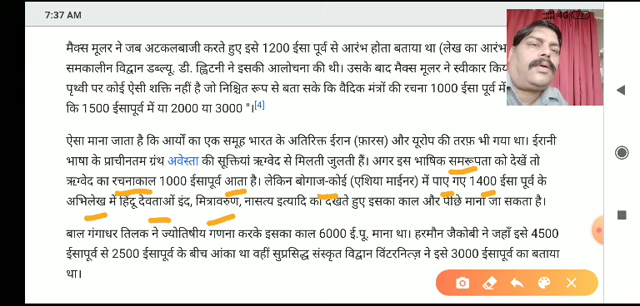 7:37 AM
4G
मैक्स मूलर ने जब अटकलबाजी करते हुए इसे 1200 ईसा पूर्व से आरंभ होता बताया था (लेख का आरंभ
समकालीन विद्वान डब्ल्यू. डी. ह्विटनी ने इसकी आलोचना की थी। उसके बाद मैक्स मूलर ने स्वीकार किय
पृथ्वी पर कोई ऐसी शक्ति नहीं है जो निश्चित रूप से बता सके कि वैदिक मंत्रों की रचना 1000 ईसा पूर्व में
कि 1500 ईसापूर्व में या 2000 या 3000 "।[4]
ऐसा माना जाता है कि आर्यों का एक समूह भारत के अतिरिक्त ईरान (फ़ारस) और यूरोप की तरफ़ भी गया था। ईरानी
भाषा के प्राचीनतम ग्रंथ अवेस्ता की सूक्तियां ऋग्वेद से मिलती जुलती हैं। अगर इस भाषिक समरूपता को देखें तो
ऋग्वेद का रचनाकाल 1000 ईसापूर्व आता है। लेकिन बोगाज-कोई (एशिया माईनर) में पाए गए 1400 ईसा पूर्व के
अभिलेख में हिंदू देवताओं इंद, मित्रावरुण, नासत्य इत्यादि को देखते हुए इसका काल और पीछे माना जा सकता है।
बाल गंगाधर तिलक ने ज्योतिषीय गणना करके इसका काल 6000 ई.पू. माना था। हरमौन जैकोबी ने जहाँ इसे 4500
ईसापूर्व से 2500 ईसापूर्व के बीच आंका था वहीं सुप्रसिद्ध संस्कृत विद्वान विंटरनित्ज़ ने इसे 3000 ईसापूर्व का बताया
था।